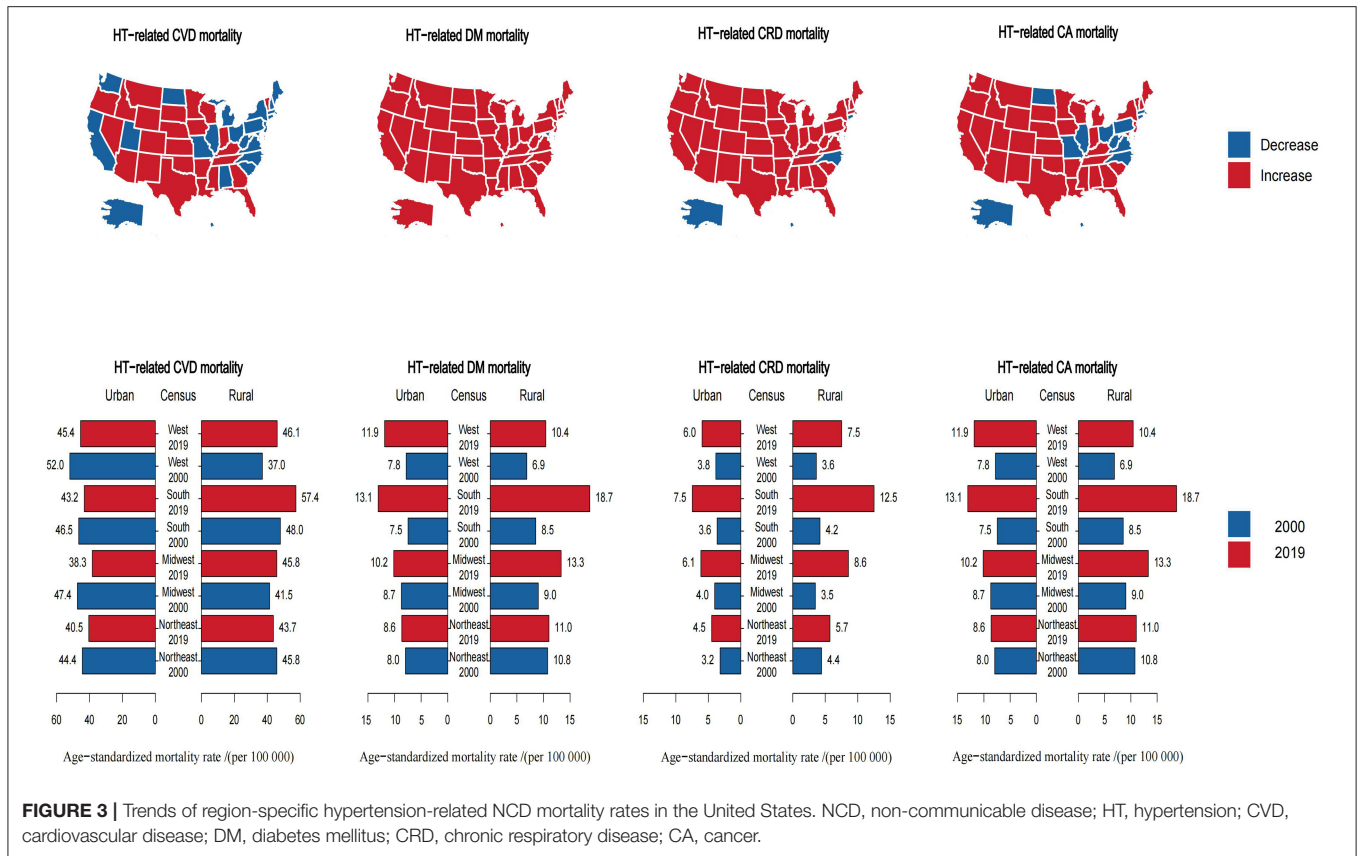 HT-related CVD mortality
HT-related DM mortality
HT-related CRD mortality
HT-related CA mortality
Decrease
Increase
HT-related CVD mortality
Urban Census Rural
45.4 West 2019 46.1
52.0 West 2000 37.0
43.2 South 2019 57.4
46.5 South 2000 48.0
38.3 Midwest 2019 45.8
47.4 Midwest 2000 41.5
40.5 Northeast 2019 43.7
44.4 Northeast 2000 45.8
60 40 20 0 0 20 40 60
Age-standardized mortality rate /(per 100 000)
HT-related DM mortality
Urban Census Rural
11.9 West 2019 10.4
7.8 West 2000 6.9
13.1 South 2019 18.7
7.5 South 2000 8.5
10.2 Midwest 2019 13.3
8.7 Midwest 2000 9.0
8.6 Northeast 2019 11.0
8.0 Northeast 2000 10.8
15 10 5 0 0 5 10 15
Age-standardized mortality rate /(per 100 000)
HT-related CRD mortality
Urban Census Rural
6.0 West 2019 7.5
3.8 West 2000 3.6
7.5 South 2019 12.5
3.6 South 2000 4.2
6.1 Midwest 2019 8.6
4.0 Midwest 2000 3.5
4.5 Northeast 2019 5.7
3.2 Northeast 2000 4.4
15 10 5 0 0 5 10 15
Age-standardized mortality rate /(per 100 000)
HT-related CA mortality
Urban Census Rural
11.9 West 2019 10.4
7.8 West 2000 6.9
13.1 South 2019 18.7
7.5 South 2000 8.5
10.2 Midwest 2019 13.3
8.7 Midwest 2000 9.0
8.6 Northeast 2019 11.0
8.0 Northeast 2000 10.8
15 10 5 0 0 5 10 15
Age-standardized mortality rate /(per 100 000)
2000
2019
FIGURE 3 | Trends of region-specific hypertension-related NCD mortality rates in the United States. NCD, non-communicable disease; HT, hypertension; CVD,
cardiovascular disease; DM, diabetes mellitus; CRD, chronic respiratory disease; CA, cancer.